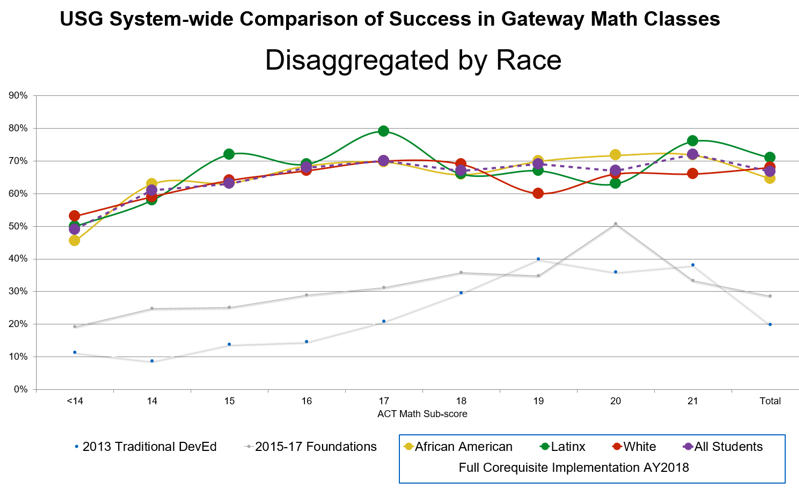 USG System-wide Comparison of Success in Gateway Math Classes
Disaggregated by Race
90%
80%
70%
60%
50%
40%
30%
20%
10%
0%
<14 14 15 16 17 18 19 20 21 Total
ACT Math Sub-score
2013 Traditional DevEd 2015-17 Foundations African American Latinx White All Students
Full Corequisite Implementation AY2018